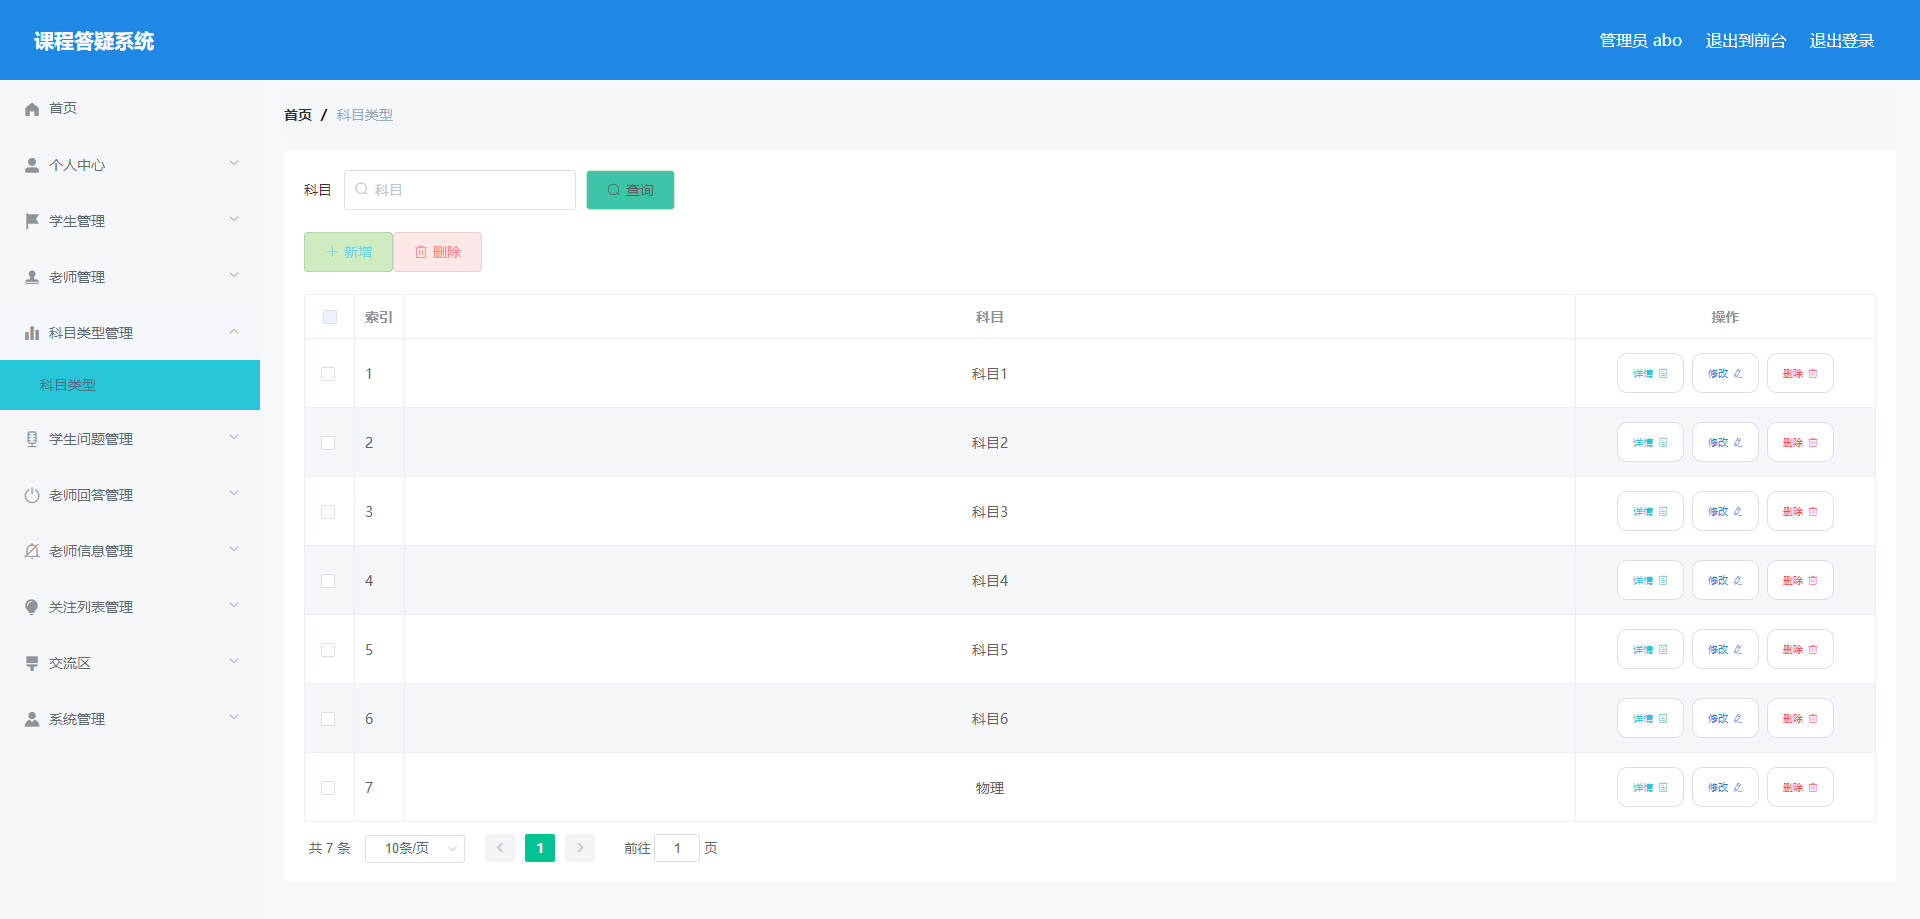 课程答疑系统
管理员 abo 退出到前台 退出登录
首页
个人中心
学生管理
老师管理
科目类型管理
科目类型
学生问题管理
老师回答管理
老师信息管理
关注列表管理
交流区
系统管理
首页 / 科目类型
科目 科目 查询
新增 删除
索引 科目 操作
1 科目1 详情 修改 删除
2 科目2 详情 修改 删除
3 科目3 详情 修改 删除
4 科目4 详情 修改 删除
5 科目5 详情 修改 删除
6 科目6 详情 修改 删除
7 物理 详情 修改 删除
共 7 条 10条/页 1 前往 1 页